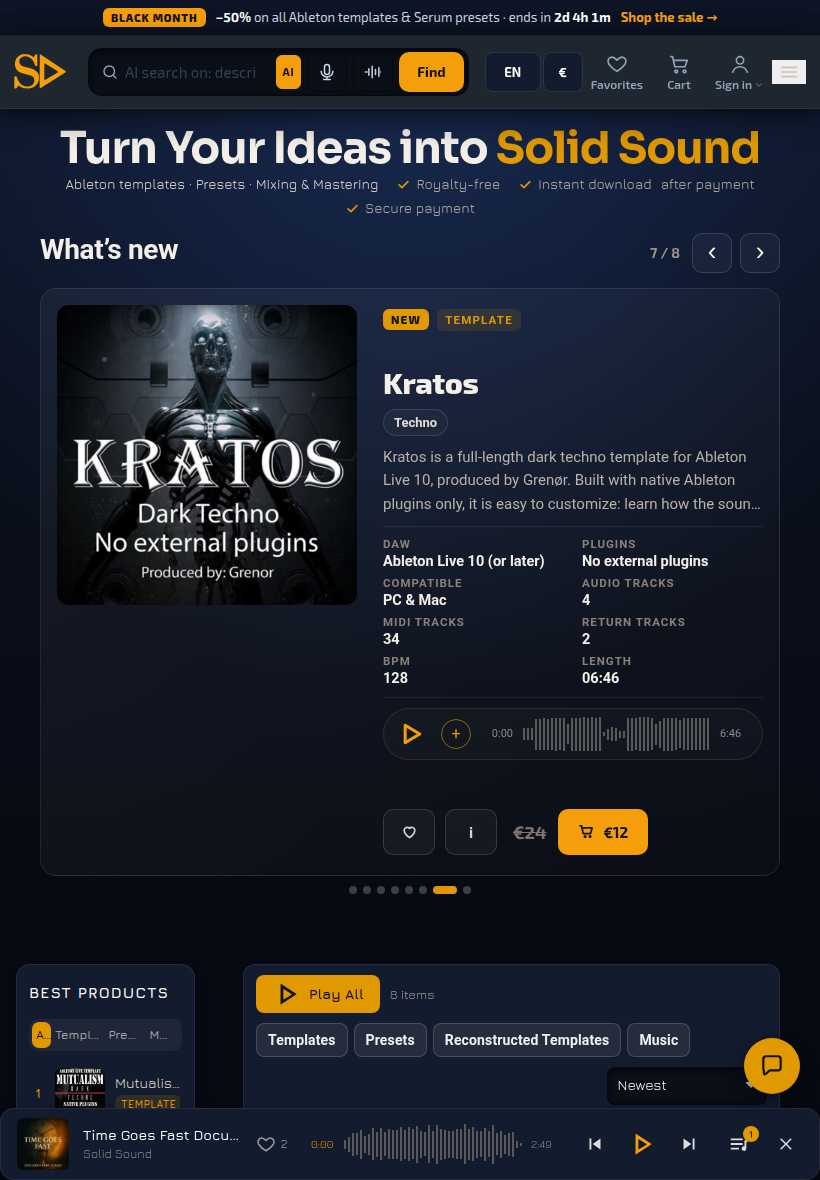 BLACK MONTH −50% on all Ableton templates & Serum presets · ends in 2d 4h 1m Shop the sale →
AI search on: descri AI Find EN € Favorites Cart Sign in
Turn Your Ideas into Solid Sound
Ableton templates · Presets · Mixing & Mastering Royalty-free Instant download after payment
Secure payment
What's new 7 / 8
NEW TEMPLATE
Kratos
Techno
Kratos is a full-length dark techno template for Ableton
Live 10, produced by Grenør. Built with native Ableton
plugins only, it is easy to customize: learn how the soun...
KRATOS
Dark Techno
No external plugins
Produced by: Grenor
DAW PLUGINS
Ableton Live 10 (or later) No external plugins
COMPATIBLE AUDIO TRACKS
PC & Mac 4
MIDI TRACKS RETURN TRACKS
34 2
BPM LENGTH
128 06:46
+ 0:00 6:46
i €24 €12
BEST PRODUCTS
A... Templ... Pre... M...
1 Mutualis...
TEMPLATE
MUTUALISM
DARK
TECHNO
NATIVE PLUGINS
Play All 8 items
Templates Presets Reconstructed Templates Music
Newest
TIME GOES
FAST
Time Goes Fast Docu...
Solid Sound
2 0:00 2:49 1